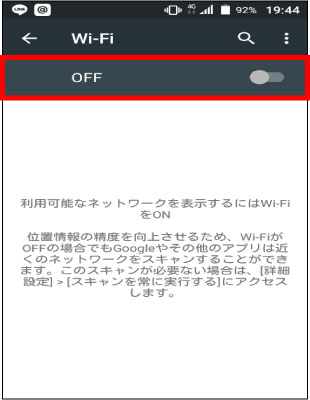 LINE @ 4G 92% 19:44
← Wi-Fi
OFF
利用可能なネットワークを表示するにはWi-Fi
をON
位置情報の精度を向上させるため、Wi-Fiが
OFFの場合でもGoogleやその他のアプリは近
くのネットワークをスキャンすることができ
ます。このスキャンが必要ない場合は、[詳細
設定] > [スキャンを常に実行する]にアクセス
します。